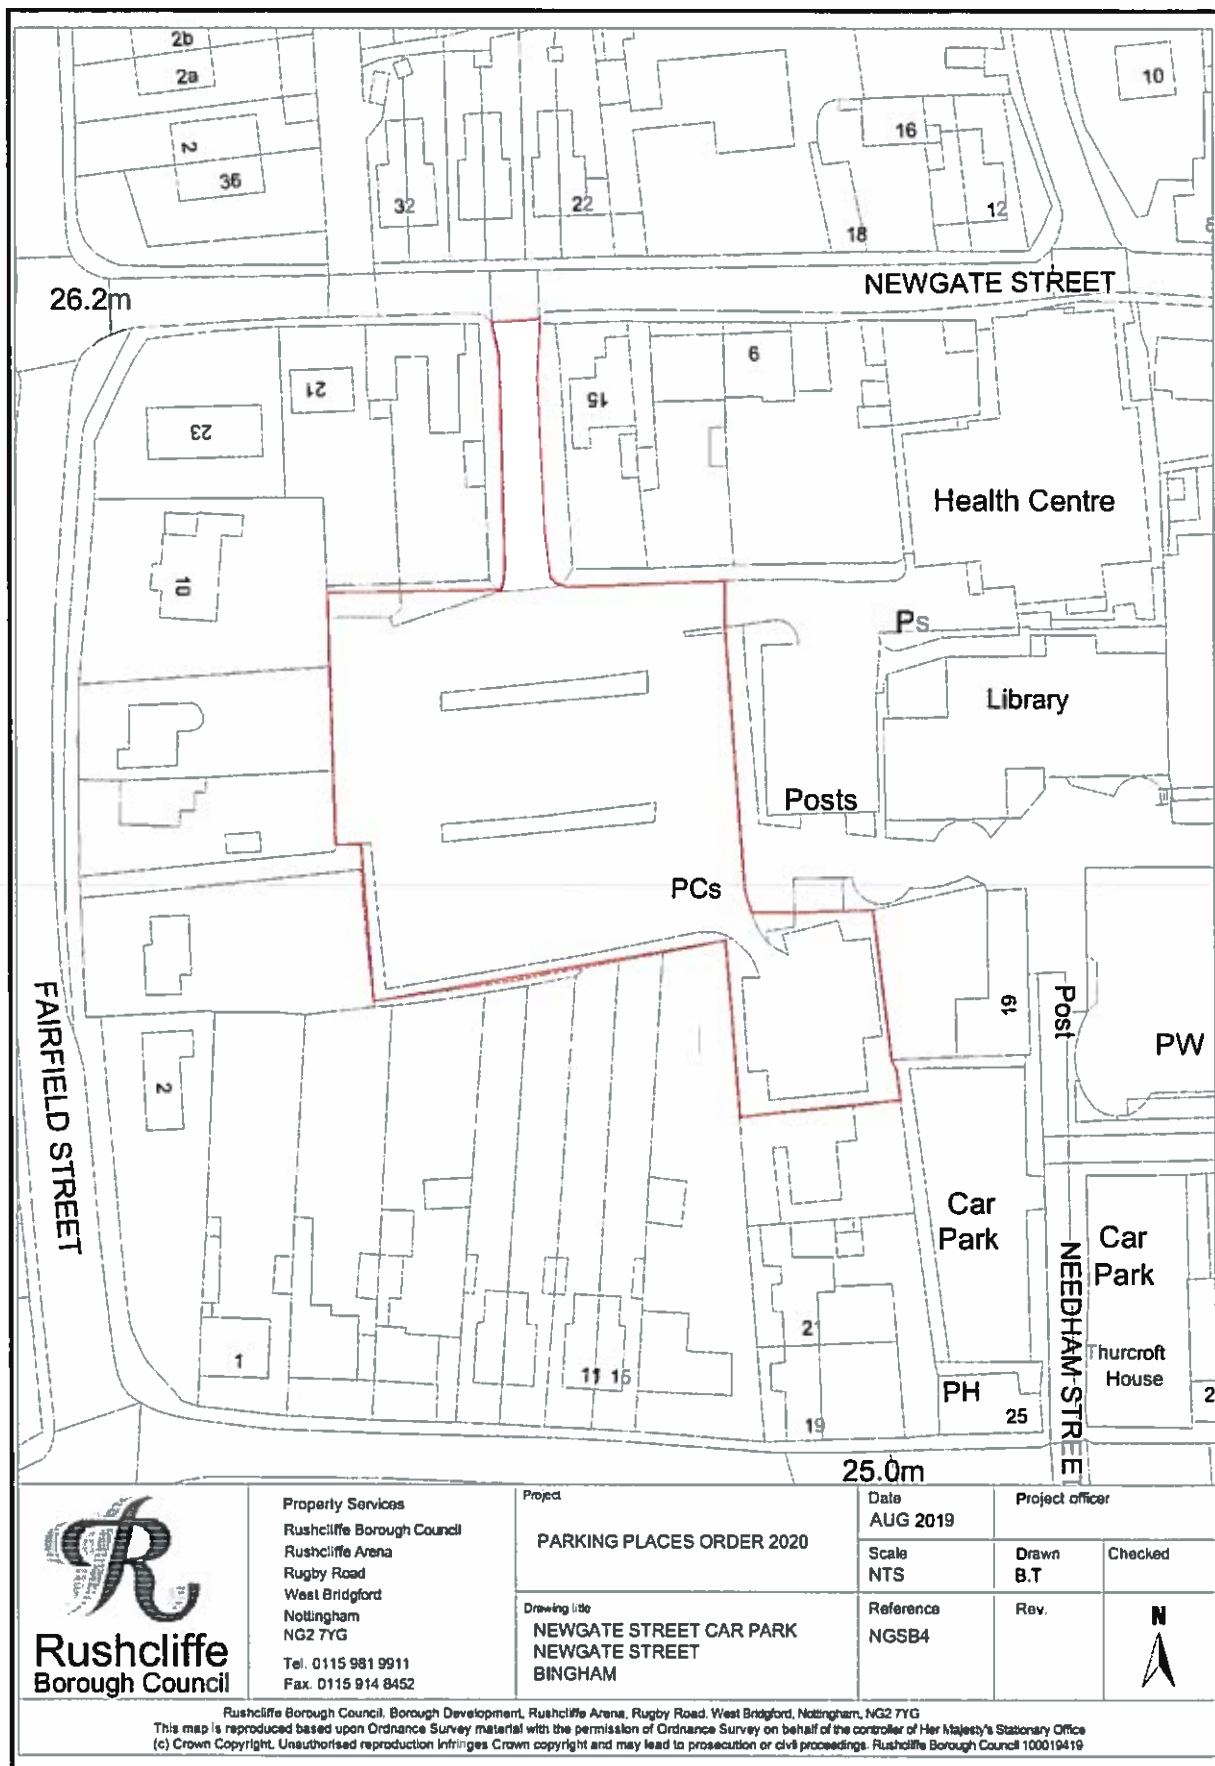 2b
2a
10
2
36
16
32
22
12
18
NEWGATE STREET
26.2m
9
21
15
23
Health Centre
10
Ps
Library
Posts
PCs
19
Post
PW
FAIRFIELD STREET
2
Car
Park
Car
Park
NEEDHAM STREET
21
Thurcroft
House
1
11 15
PH
25
2
19
25.0m
Rushcliffe
Borough Council
Property Services
Rushcliffe Borough Council
Rushcliffe Arena
Rugby Road
West Bridgford
Nottingham
NG2 7YG
Tel. 0115 981 9911
Fax. 0115 914 8452
Project
PARKING PLACES ORDER 2020
Drawing title
NEWGATE STREET CAR PARK
NEWGATE STREET
BINGHAM
Date
AUG 2019
Project officer
Scale
NTS
Drawn
B.T
Checked
Reference
NGSB4
Rev.
N
Rushcliffe Borough Council, Borough Development, Rushcliffe Arena, Rugby Road, West Bridgford, Nottingham, NG2 7YG
This map is reproduced based upon Ordnance Survey material with the permission of Ordnance Survey on behalf of the controller of Her Majesty's Stationary Office
(c) Crown Copyright. Unauthorised reproduction infringes Crown copyright and may lead to prosecution or civil proceedings. Rushcliffe Borough Council 100019419